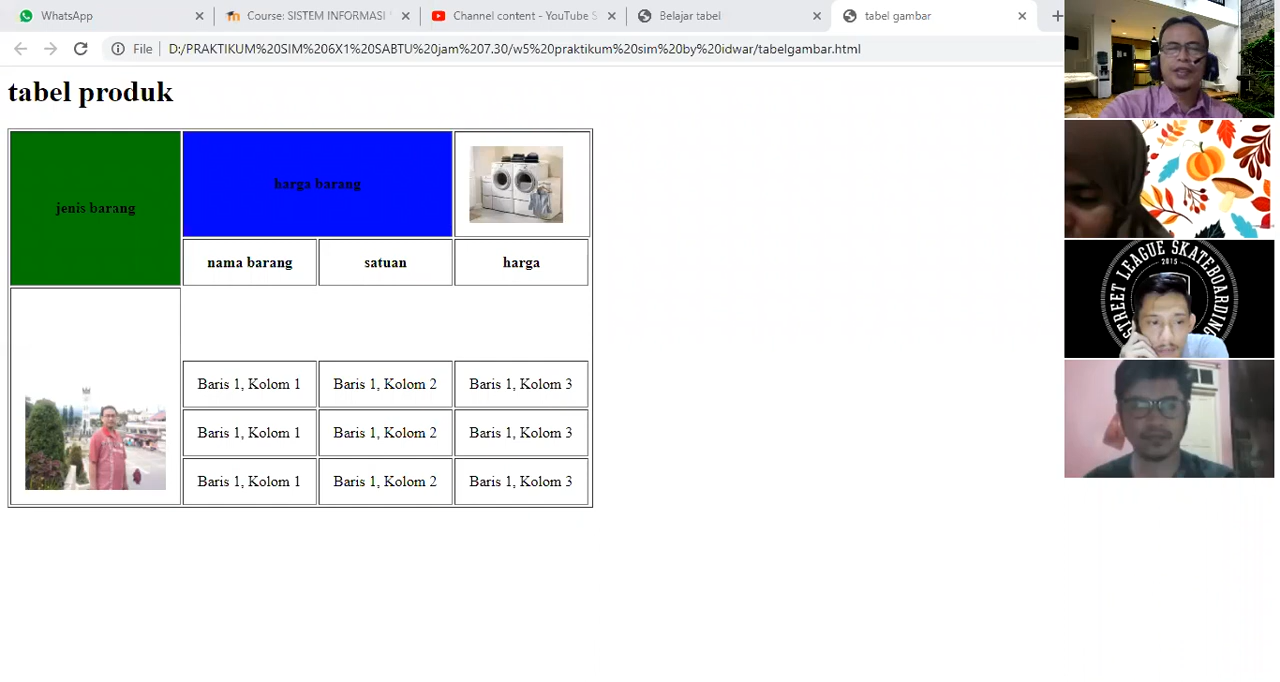 WhatsApp
Course: SISTEM INFORMASI
Channel content - YouTube S
Belajar tabel
tabel gambar
File
D:/PRAKTIKUM%20SIM%206X1%20SABTU%20jam%207.30/w5%20praktikum%20sim%20by%20idwar/tabelgambar.html
tabel produk
jenis barang
harga barang
nama barang satuan harga
Baris 1, Kolom 1 Baris 1, Kolom 2 Baris 1, Kolom 3
Baris 1, Kolom 1 Baris 1, Kolom 2 Baris 1, Kolom 3
Baris 1, Kolom 1 Baris 1, Kolom 2 Baris 1, Kolom 3
STREET LEAGUE SKATEBOARDING
2015